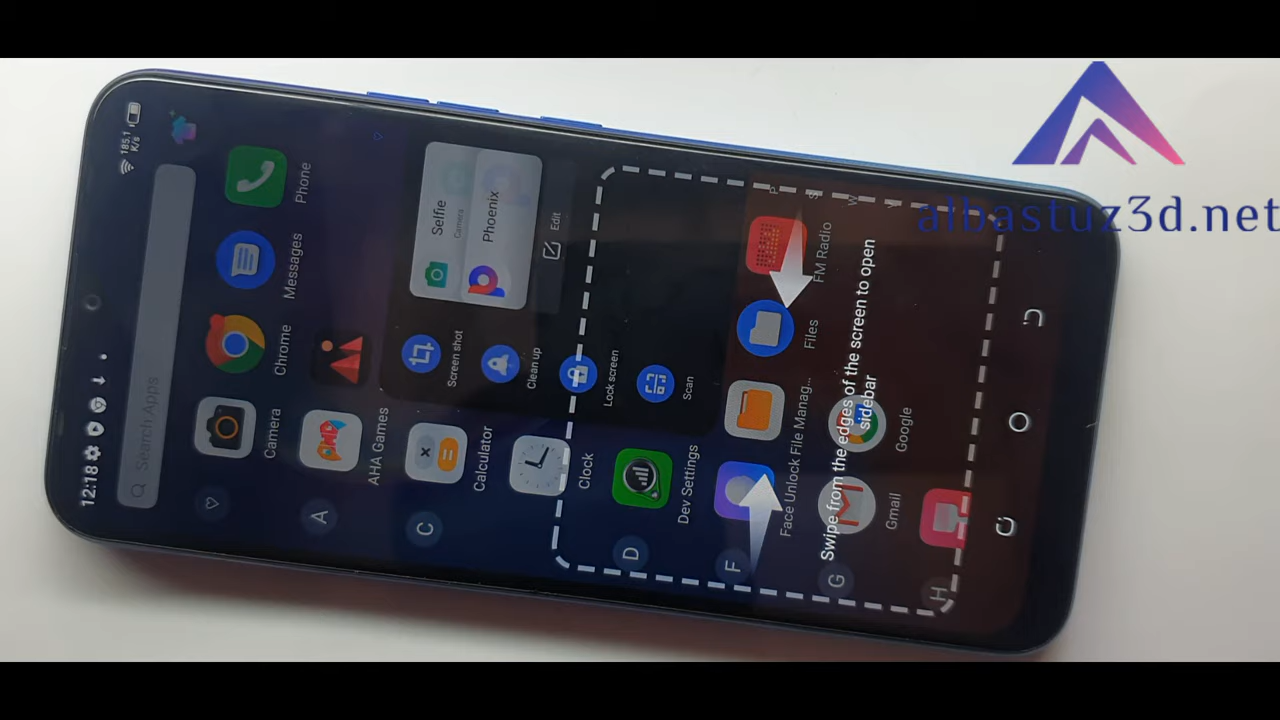 12:18
185.1
K/s
Search Apps
Camera
Chrome
Messages
Phone
A
AHA Games
C
Calculator
Clock
Screen shot
Clean up
Lock screen
Scan
Selfie
Camera
Phoenix
Edit
D
Dev Settings
F
Face Unlock
File Manag...
Files
FM Radio
Swipe from the edges of the screen to open
sidebar
G
Gmail
Google
H
P
S
W
Y
albastuz3d.net